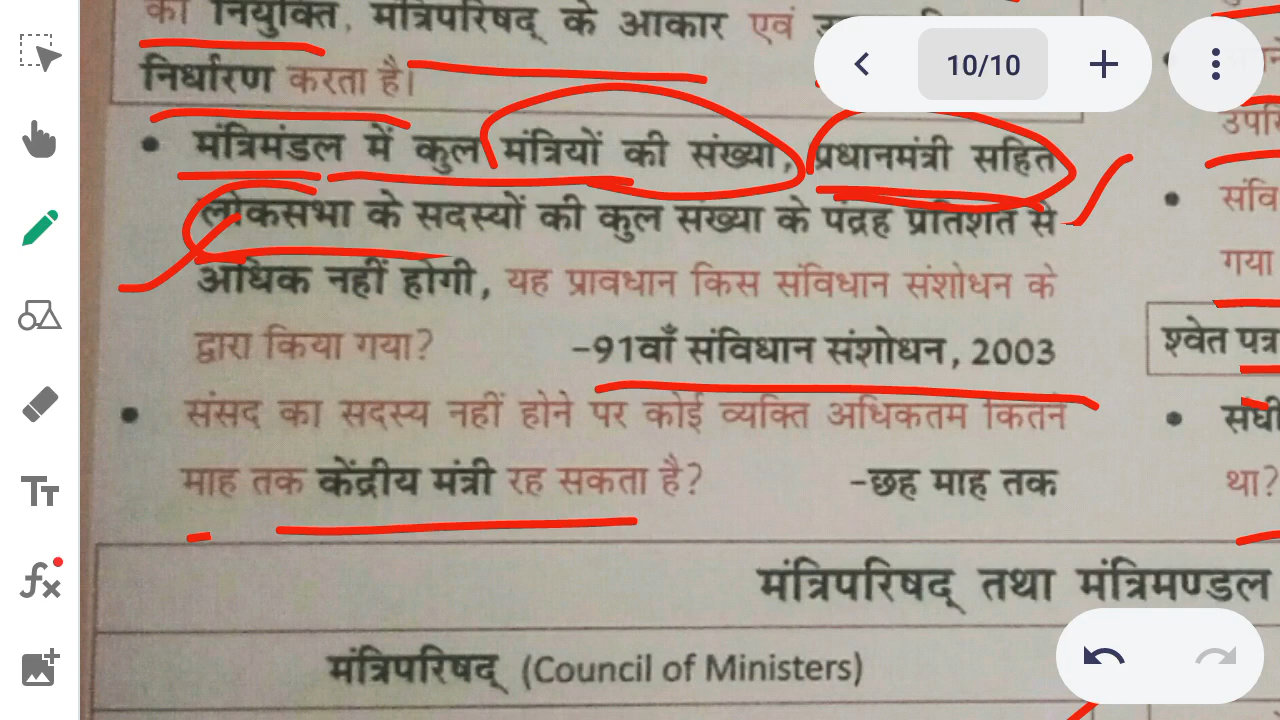 की नियुक्ति, मंत्रिपरिषद् के आकार एवं
निर्धारण करता है।
• मंत्रिमंडल में कुल मंत्रियों की संख्या, प्रधानमंत्री सहित
लोकसभा के सदस्यों की कुल संख्या के पंद्रह प्रतिशत से
अधिक नहीं होगी, यह प्रावधान किस संविधान संशोधन के
द्वारा किया गया? -91वाँ संविधान संशोधन, 2003
• संसद का सदस्य नहीं होने पर कोई व्यक्ति अधिकतम कितने
माह तक केंद्रीय मंत्री रह सकता है? -छह माह तक
मंत्रिपरिषद् तथा मंत्रिमण्डल
मंत्रिपरिषद् (Council of Ministers)
10/10
गया
श्वेत पत्र
था?
Tт
fx